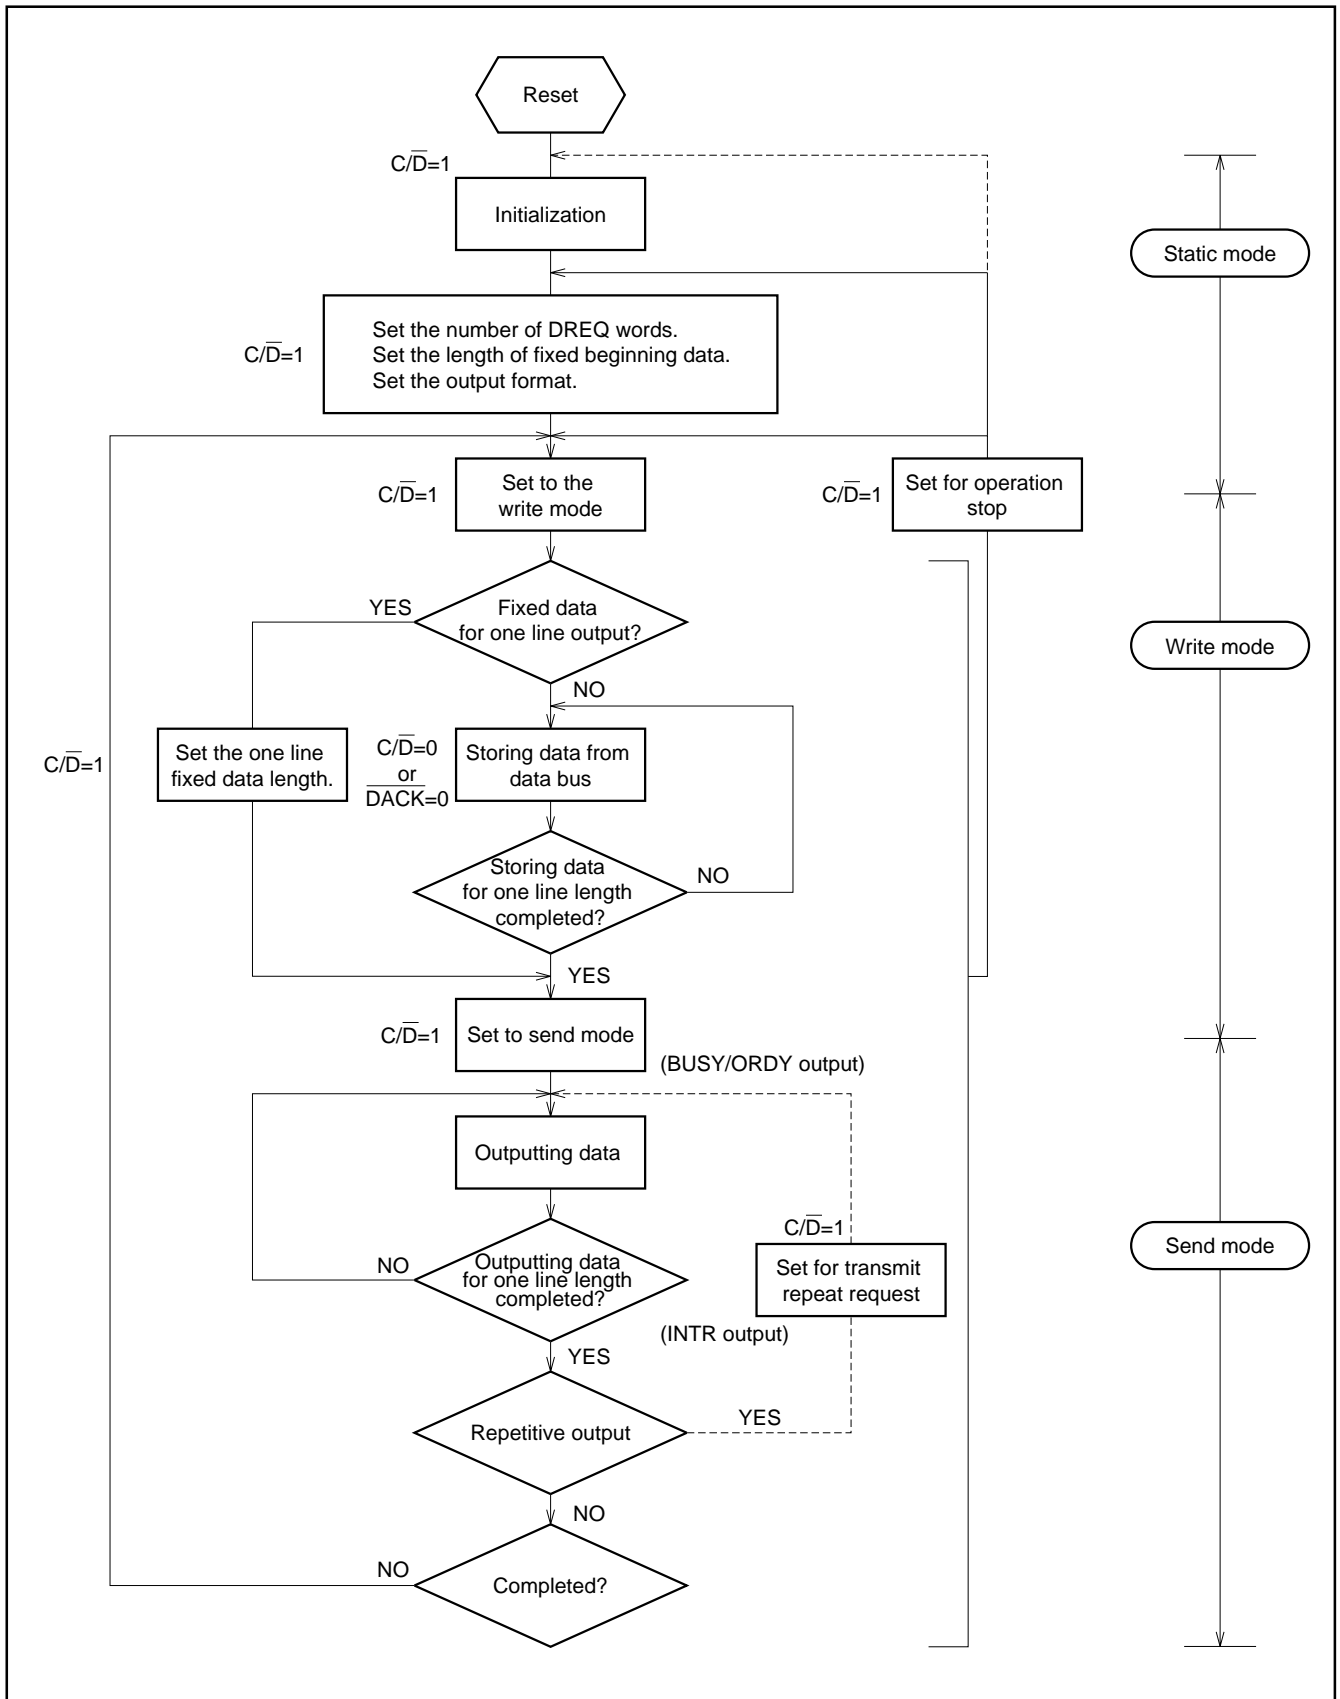 Reset
C/D̅=1
Initialization
Static mode
Set the number of DREQ words.
Set the length of fixed beginning data.
Set the output format.
C/D̅=1
Set to the
write mode
C/D̅=1
Set for operation
stop
C/D̅=1
Fixed data
for one line output?
YES
NO
Write mode
Set the one line
fixed data length.
C/D̅=1
C/D̅=0
or
D̅A̅C̅K̅=0
Storing data from
data bus
Storing data
for one line length
completed?
NO
YES
C/D̅=1
Set to send mode
(BUSY/ORDY output)
Outputting data
C/D̅=1
Set for transmit
repeat request
Send mode
NO
Outputting data
for one line length
completed?
(INTR output)
YES
Repetitive output
YES
NO
NO
Completed?